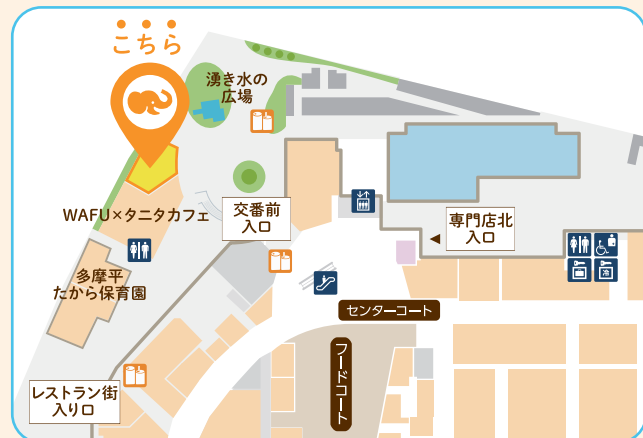 こちら
湧き水の
広場
WAFU×タニタカフェ
交番前
入口
専門店北
入口
多摩平
たから保育園
センターコート
フードコート
レストラン街
入り口
冷